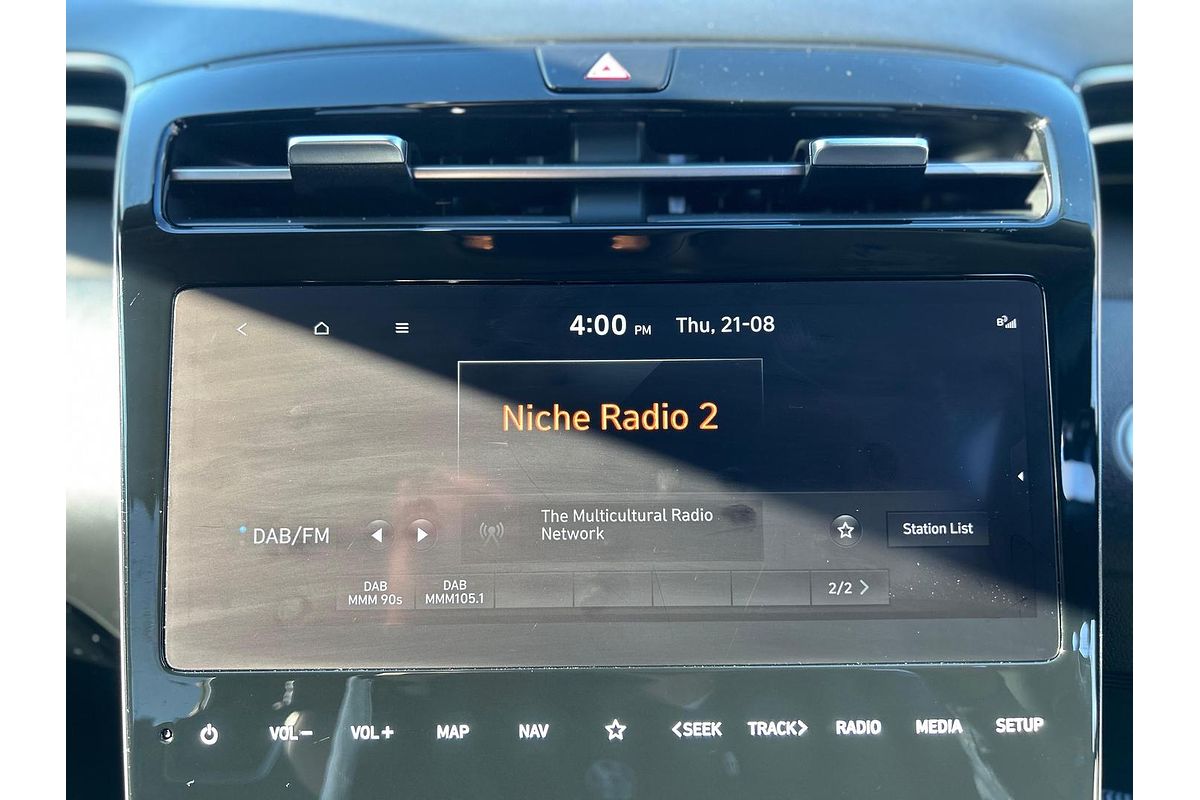 4:00 PM Thu, 21-08
Niche Radio 2
DAB/FM
The Multicultural Radio
Network
Station List
DAB
MMM 90s
DAB
MMM105.1
2/2
VOL− VOL+ MAP NAV <SEEK TRACK> RADIO MEDIA SETUP